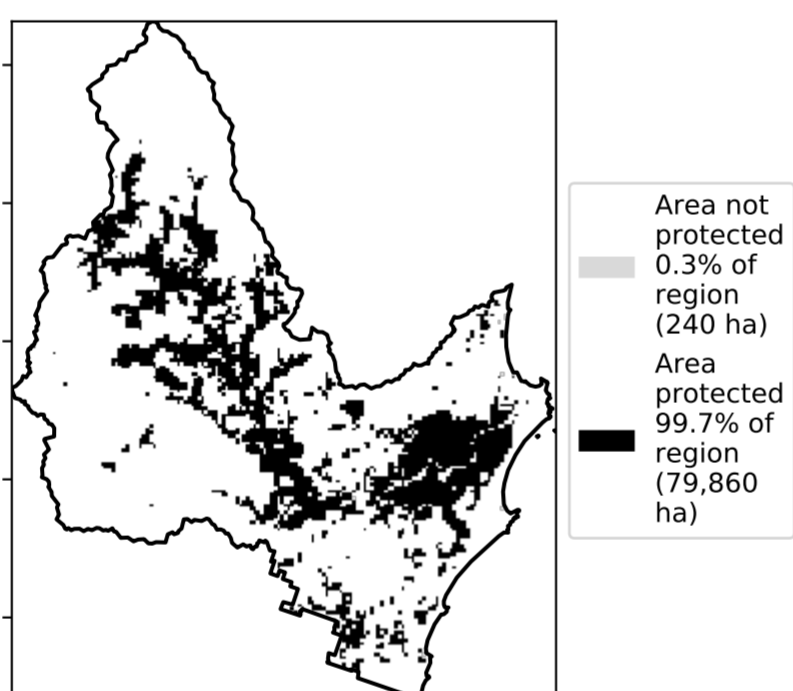 Area not
protected
0.3% of
region
(240 ha)
Area
protected
99.7% of
region
(79,860
ha)